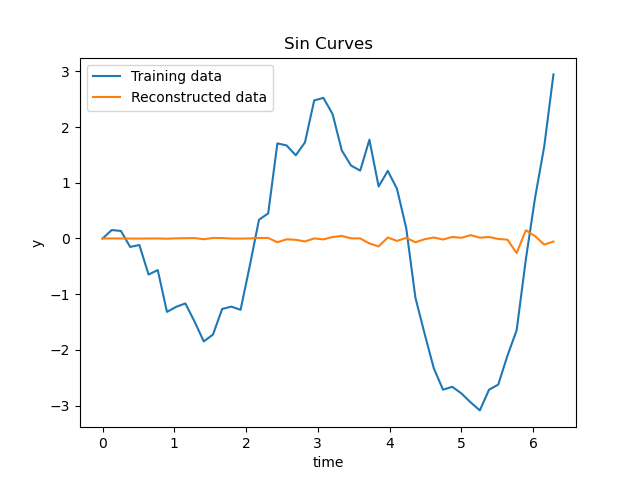 Sin Curves
Training data
Reconstructed data
3
2
1
0
−1
−2
−3
y
0
1
2
3
4
5
6
time